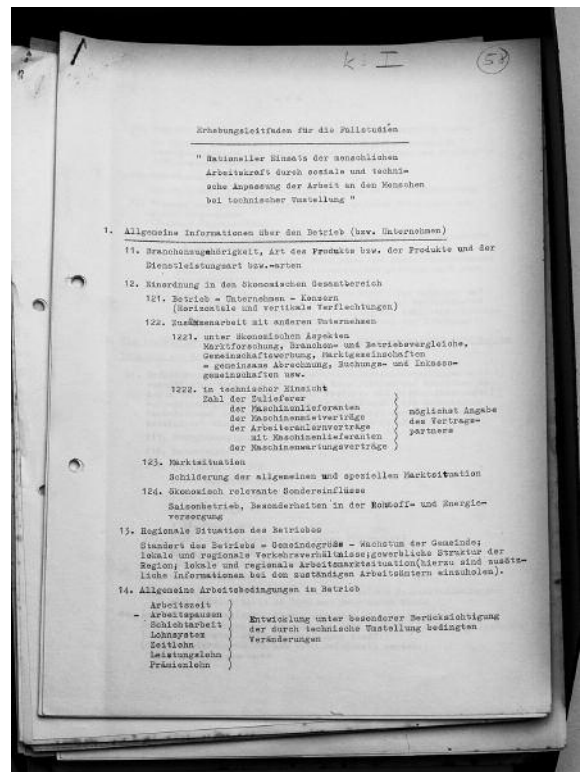 k. I
58
Erhebungsleitfaden für die Fallstudien
" Rationeller Einsatz der menschlichen
Arbeitskraft durch soziale und techni-
sche Anpassung der Arbeit an den Menschen
bei technischer Umstellung "
1. Allgemeine Informationen über den Betrieb (bzw. Unternehmen)
11. Branchenzugehörigkeit, Art des Produkts bzw. der Produkte und der
Dienstleistungsart bzw.-arten
12. Einordnung in den ökonomischen Gesamtbereich
121. Betrieb - Unternehmen - Konzern
(Horizontale und vertikale Verflechtungen)
122. Zusammenarbeit mit anderen Unternehmen
1221. unter ökonomischen Aspekten
Marktforschung, Branchen- und Betriebsvergleiche,
Gemeinschaftswerbung, Marktgemeinschaften
- gemeinsame Abrechnung, Buchungs- und Inkasso-
gemeinschaften usw.
1222. in technischer Hinsicht
Zahl der Zulieferer )
der Maschinenlieferanten )
der Maschinenmietverträge )
der Arbeiteranlernverträge )
mit Maschinenlieferanten )
der Maschinenwartungsverträge )
möglichst Angabe
des Vertrags-
partners
123. Marktsituation
Schilderung der allgemeinen und speziellen Marktsituation
124. ökonomisch relevante Sondereinflüsse
Saisonbetrieb, Besonderheiten in der Rohstoff- und Energie-
versorgung
13. Regionale Situation des Betriebes
Standort des Betriebs - Gemeindegröße - Wachstum der Gemeinde;
lokale und regionale Verkehrsverhältnisse;gewerbliche Struktur der
Region; lokale und regionale Arbeitsmarktsituation(hierzu sind zusätz-
liche Informationen bei dem zuständigen Arbeitsämtern einzuholen).
14. Allgemeine Arbeitsbedingungen im Betrieb
Arbeitszeit )
- Arbeitspausen )
Schichtarbeit )
Lohnsystem )
Zeitlohn )
Leistungslohn )
Prämienlohn )
Entwicklung unter besonderer Berücksichtigung
der durch technische Umstellung bedingten
Veränderungen